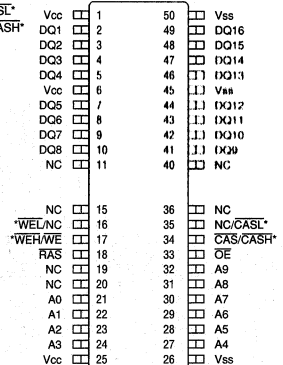 SL*
ASH*
Vcc 1 50 Vss
DQ1 2 49 DQ16
DQ2 3 48 DQ15
DQ3 4 47 DQ14
DQ4 5 46 DQ13
Vcc 6 45 Vss
DQ5 7 44 DQ12
DQ6 8 43 DQ11
DQ7 9 42 DQ10
DQ8 10 41 DQ9
NC 11 40 NC
NC 15 36 NC
*WEL/NC 16 35 NC/CASL*
*WEH/WE 17 34 CAS/CASH*
RAS 18 33 OE
NC 19 32 A9
NC 20 31 A8
A0 21 30 A7
A1 22 29 A6
A2 23 28 A5
A3 24 27 A4
Vcc 25 26 Vss